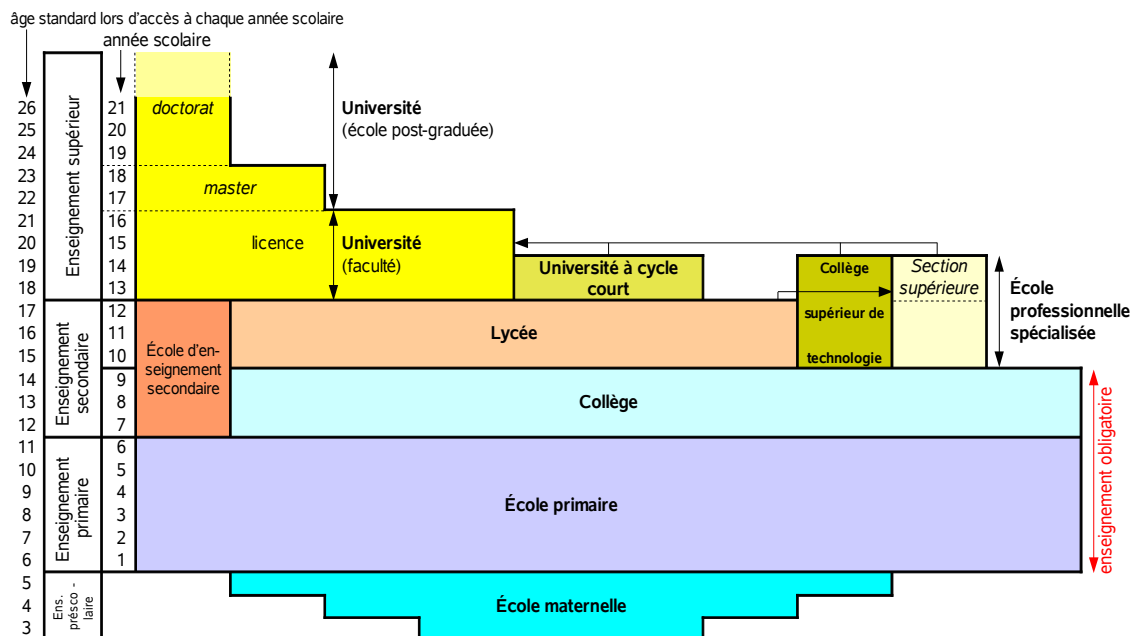 âge standard lors d'accès à chaque année scolaire
année scolaire
Enseignement supérieur
26 21
25 20
24 19
23 18
22 17
21 16
20 15
19 14
18 13
doctorat
master
licence
Université
(école post-graduée)
Université
(faculté)
Université à cycle
court
Collège
supérieur de
technologie
Section
supérieure
École
professionnelle
spécialisée
Enseignement
secondaire
17 12
16 11
15 10
14 9
13 8
12 7
École d'en-
seignement
secondaire
Lycée
Collège
Enseignement
primaire
11 6
10 5
9 4
8 3
7 2
6 1
École primaire
enseignement obligatoire
Ens.
présco -
laire
5
4
3
École maternelle